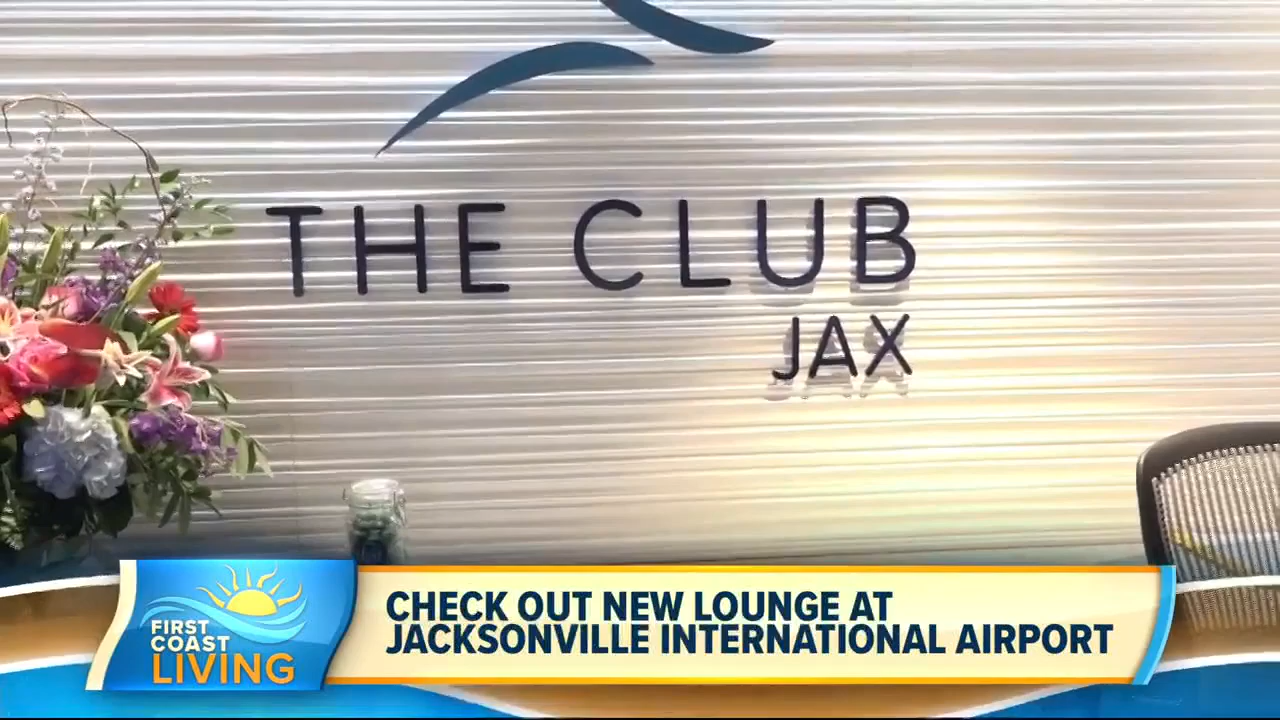 THE CLUB
JAX
FIRST
COAST
LIVING
CHECK OUT NEW LOUNGE AT
JACKSONVILLE INTERNATIONAL AIRPORT